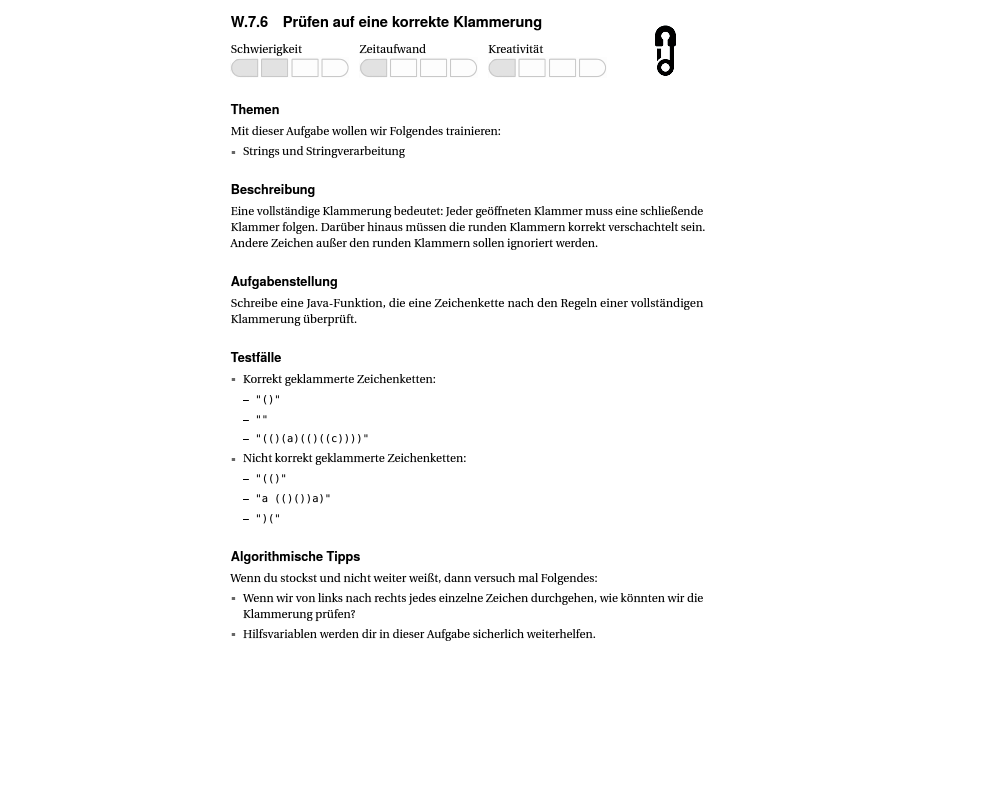 W.7.6 Prüfen auf eine korrekte Klammerung
Schwierigkeit Zeitaufwand Kreativität
Themen
Mit dieser Aufgabe wollen wir Folgendes trainieren:
▪ Strings und Stringverarbeitung
Beschreibung
Eine vollständige Klammerung bedeutet: Jeder geöffneten Klammer muss eine schließende
Klammer folgen. Darüber hinaus müssen die runden Klammern korrekt verschachtelt sein.
Andere Zeichen außer den runden Klammern sollen ignoriert werden.
Aufgabenstellung
Schreibe eine Java-Funktion, die eine Zeichenkette nach den Regeln einer vollständigen
Klammerung überprüft.
Testfälle
▪ Korrekt geklammerte Zeichenketten:
– "()"
– ""
– "(()(a)(()((c))))"
▪ Nicht korrekt geklammerte Zeichenketten:
– "(()"
– "a (()())a)"
– ")("
Algorithmische Tipps
Wenn du stockst und nicht weiter weißt, dann versuch mal Folgendes:
▪ Wenn wir von links nach rechts jedes einzelne Zeichen durchgehen, wie könnten wir die
Klammerung prüfen?
▪ Hilfsvariablen werden dir in dieser Aufgabe sicherlich weiterhelfen.